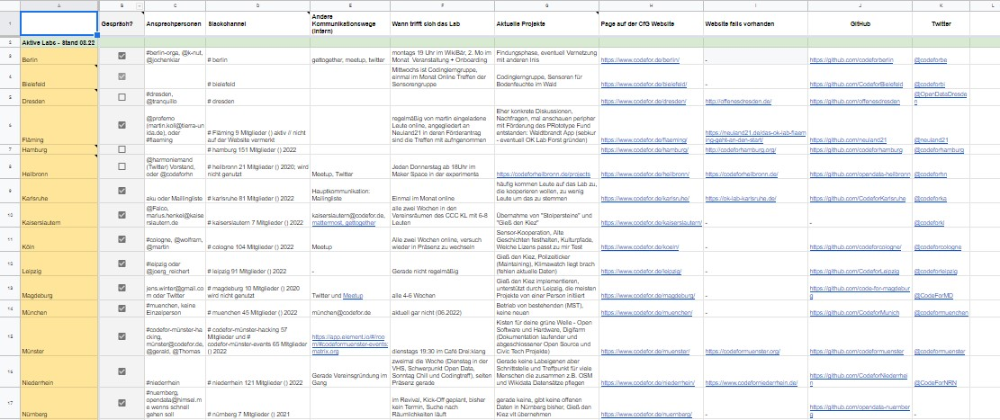 A B C D E F G H I J K L
1 Gespräch? Ansprechpersonen Slackchannel Andere Kommunikationswege (intern) Wann trifft sich das Lab Aktuelle Projekte Page auf der CfG Website Website falls vorhanden GitHub Twitter
2 Aktive Labs - Stand 03.22
3 Berlin
#berlin-orga, @k-nut, @jochenklar
# berlin
gettogether, meetup, twitter
montags 19 Uhr im WikiBär, 2. Mo im Monat Veranstaltung + Onboarding
Findungsphase, eventuell Vernetzung mit anderen Inis
https://www.codefor.de/berlin/
-
https://github.com/codeforberlin
@codeforbe
Bielefeld
# bielefeld
Mittwochs ist Codinglerngruppe, einmal im Monat Online Treffen der Sensorengruppe
Codinglerngruppe, Sensoren für Bodenfeuchte im Wald
https://www.codefor.de/bielefeld/
-
https://github.com/CodeforBielefeld
@codeforbi
Dresden
#dresden, @tranquillo
# dresden
https://www.codefor.de/dresden/
http://offenesdresden.de/
https://github.com/offenesdresden
@OpenDataDresden
Fläming
# Fläming 9 Mitglieder () aktiv // nicht auf der Website vermerkt
regelmäßig von martin eingeladene Leute online, angegliedert an Neuland21 in deren Förderantrag sind die Treffen mit aufgenommen
Eher konkrete Diskussionen, Nachfragen, mal anschauen peripher mit Förderung des PRototype Fund entstanden: Waldbrandt App (sebkur - eventuell OK Lab Forst gründen)
https://www.codefor.de/flaeming/
https://neuland21.de/das-ok-lab-flaeming-geht-an-den-start/
https://github.com/neuland21
@neuland21
7 Hamburg
# hamburg 151 Mitglieder () 2022
https://www.codefor.de/hamburg/
http://codeforhamburg.org/
https://github.com/codeforhamburg
@codeforhamburg
Heilbronn
@harmoniemand (Twitter) Vorstand, oder @codeforhn
# heilbronn 21 Mitglieder () 2020; wird nicht genutzt
Meetup, Twitter
Jeden Donnerstag ab 18Uhr im Maker Space in der experimenta
https://codeforheilbronn.de/projects
https://www.codefor.de/heilbronn/
https://codeforheilbronn.de/
https://github.com/opendata-heilbronn
@codeforhn
9 Karlsruhe
aku oder Mailingliste
# karlsruhe 81 Mitglieder () 2022
Hauptkommunikation: Mailingliste
Einmal im Monat online
häufig kommen Leute auf das Lab zu, die kooperieren wollen, zu wenig Leute um das zu stemmen
https://www.codefor.de/karlsruhe/
https://ok-lab-karlsruhe.de/
https://github.com/CodeforKarlsruhe
@codeforka
10 Kaiserslautern
@Falco, marius.henkel@kaiserslautern.de
# kaiserslautern 7 Mitglieder () 2022
kaiserslautern@codefor.de, mattermost, gettogether
alle zwei Wochen in den Vereinsräumen des CCC KL mit 6-8 Leuten
Übernahme von "Stolpersteine" und "Gieß den Kiez"
https://www.codefor.de/kaiserslautern/
-
-
@codeforkl
11 Köln
#cologne, @wolfram, @martin
# cologne 104 Mitglieder () 2022
Meetup
Alle zwei Wochen online, versuch wieder in Präsenz zu wechseln
Sensor-Kooperation, Alte Geschichten festhalten, Kulturpfade, Welche Lizens passt zu mir Test
https://www.codefor.de/koeln/
-
https://github.com/codeforcologne/
@codeforcologne
12 Leipzig
#leipzig oder @joerg_reichert
# leipzig 91 Mitglieder () 2022
-
Gerade nicht regelmäßig
Gieß den Kiez, Polizeiticker (Maintaining), Klimawatch liegt brach (fehlen aktuelle Daten)
https://www.codefor.de/leipzig/
-
https://github.com/CodeforLeipzig
@codeforleipzig
13 Magdeburg
jens.winter@gmail.com oder Twitter
# magdeburg 10 Mitglieder () 2020 wird nicht genutzt
Twitter und Meetup
alle 4-6 Wochen
Gieß den Kiez implementieren, unterstützt durch Leipzig, die meisten Projekte von einer Person initiiert
https://www.codefor.de/magdeburg/
-
https://github.com/code-for-magdeburg
@CodeForMD
14 München
#muenchen, keine Einzelperson
# muenchen 45 Mitglieder () 2022
münchen@codefor.de
aktuell gar nicht (06.2022)
Betrieb von bestehenden (MST), keine neuen
https://www.codefor.de/muenchen/
-
https://github.com/CodeforMunich
@codeformuenchen
15 Münster
#codefor-münster-hacking, münster@codefor.de, @gerald, @Thomas
# codefor-münster-hacking 57 Mitglieder und # codefor-münster-events 65 Mitglieder () 2022
https://app.element.io/#/room/#codeformuenster-events:matrix.org
dienstags 19:30 im Café Drei:klang
Kisten für deine grüne Welle - Open Software und Hardware, Digifarm (Dokumentation laufender und abgeschlossener Open Source und Civic Tech Projekte)
https://www.codefor.de/muenster/
https://codeformuenster.org/
https://github.com/codeformuenster
@codeformuenster
16 Niederrhein
#niederrhein
# niederrhein 121 Mitglieder () 2022
Gerade Vereinsgründung im Gang
zweimal die Woche (Dienstag in der VHS, Schwerpunkt Open Data, Sonntag Chill und Codingtreff), selten Präsenz gerade
Gerade keine Labeigenen aber Schnittstelle und Treffpunkt für viele Menschen die zusammen z.B. OSM und Wikidata Datensätze pflegen
https://www.codefor.de/niederrhein/
https://www.codeforniederrhein.de/
https://github.com/CodeforNiederrhein
@CodeForNRN
17 Nürnberg
# nürnberg 7 Mitglieder () 2021
im Revival, Kick-Off geplant, bisher kein Termin, Suche nach Räumlichkeiten läuft
gerade keine, gibt keine offenen Daten in Nürnberg bisher, Gieß den Kiez vlt übernehmen
https://www.codefor.de/nuernberg/
-
https://github.com/opendata-nuernberg
-